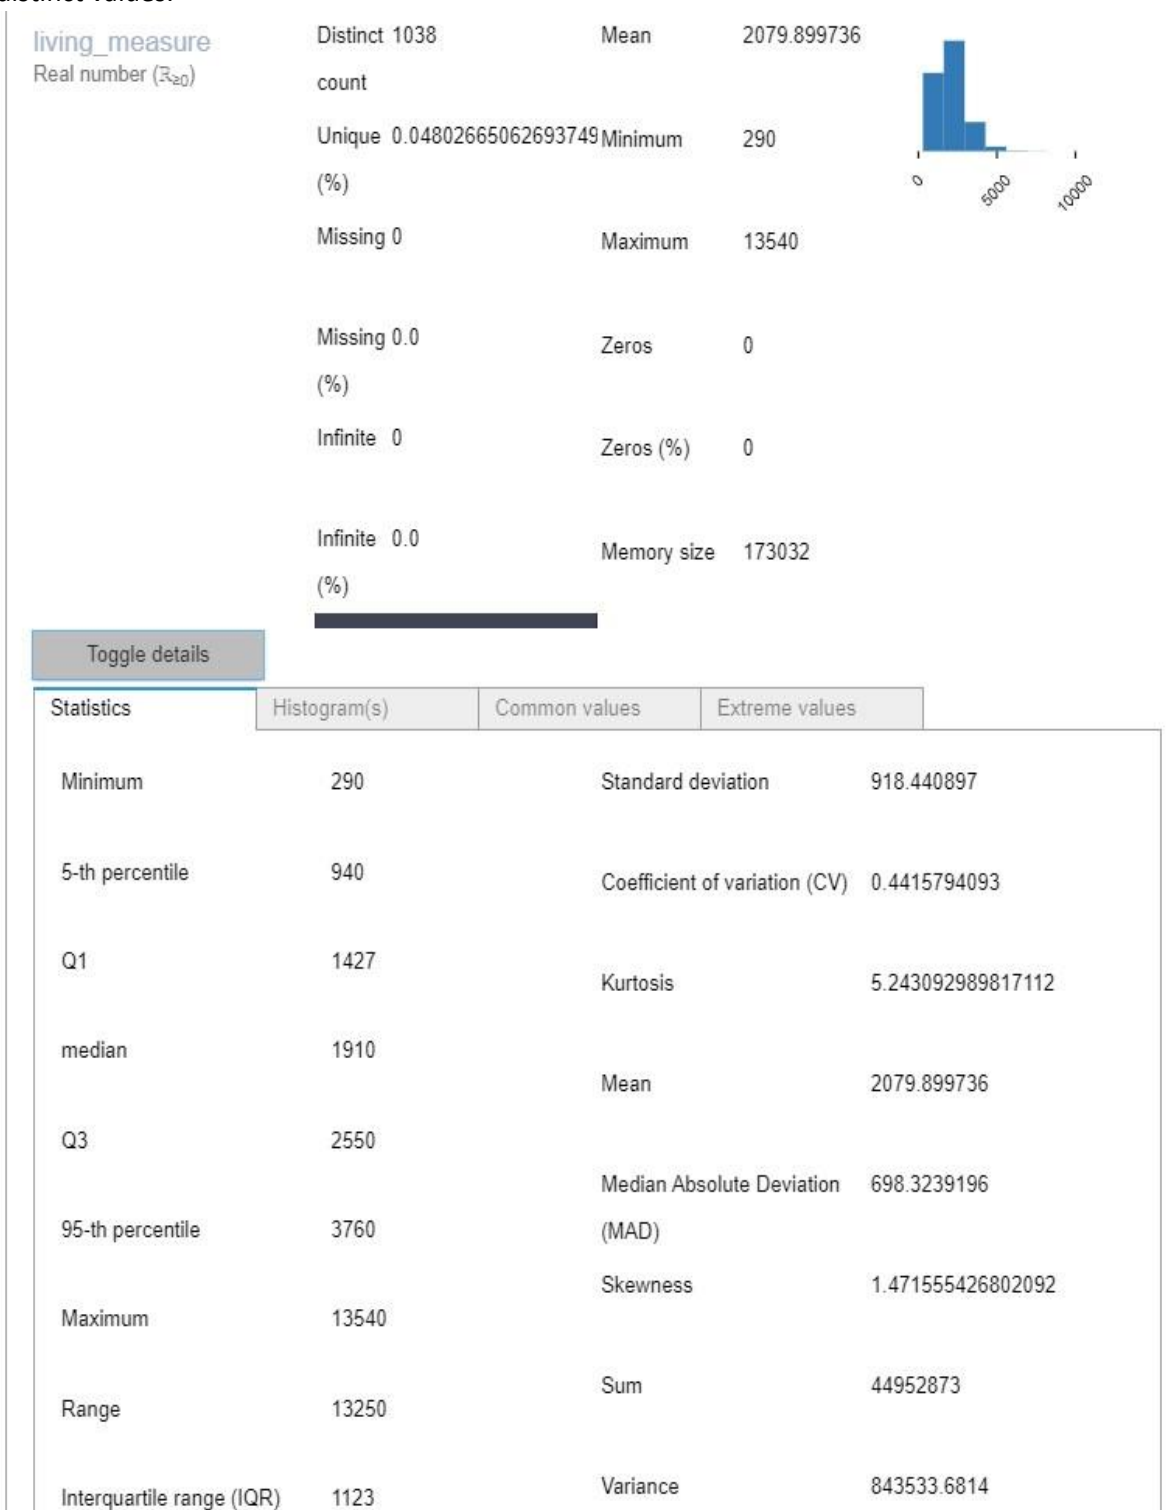 distinct values.
living_measure
Real number (ℝ≥0)
Distinct 1038
count
Unique 0.04802665062693749
(%)
Missing 0
Missing 0.0
(%)
Infinite 0
Infinite 0.0
(%)
Mean 2079.899736
Minimum 290
Maximum 13540
Zeros 0
Zeros (%) 0
Memory size 173032
0
5000
10000
Toggle details
Statistics
Histogram(s)
Common values
Extreme values
Minimum 290
5-th percentile 940
Q1 1427
median 1910
Q3 2550
95-th percentile 3760
Maximum 13540
Range 13250
Interquartile range (IQR) 1123
Standard deviation 918.440897
Coefficient of variation (CV) 0.4415794093
Kurtosis 5.243092989817112
Mean 2079.899736
Median Absolute Deviation 698.3239196
(MAD)
Skewness 1.471555426802092
Sum 44952873
Variance 843533.6814